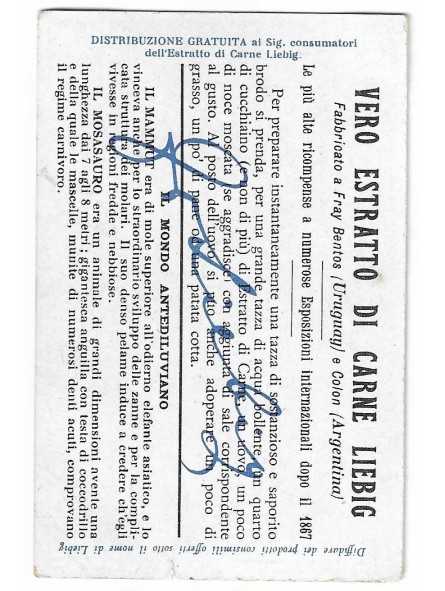 DISTRIBUZIONE GRATUITA ai Sig. consumatori
dell'Estratto di Carne Liebig.
VERO ESTRATTO DI CARNE LIEBIG
Fabbricato a Fray Bentos (Uruguay) e Colon (Argentina)
Le più alte ricompense a numerose Esposizioni internazionali dopo il 1867
Per preparare instantaneamente una tazza di sostanzioso e saporito
brodo si prenda, per una grande tazza di acqua bollente, un quarto
di cucchiaino (e non di più) di Estratto di Carne, un uovo, un poco
di noce moscata se aggradisce, con aggiunta di sale corrispondente
al gusto. Al posto dell'uovo si può anche adoperare un poco di
grasso, un po' di pane od una patata cotta.
IL MONDO ANTEDILUVIANO
IL MAMMUT era di mole superiore all'odierno elefante asiatico, e lo
vinceva anche per lo straordinario sviluppo delle zanne e per la compli-
cata struttura dei molari. Il suo denso pelame induce a credere ch'egli
vivesse in regioni fredde e nebbiose.
IL MOSASAURO era un animale di grandi dimensioni avente una
lunghezza dai 7 agli 8 metri; gigantesca anguilla con testa di coccodrillo
e della quale le mascelle, munite di numerosi denti acuti, comprovano
il regime carnivoro.
Diffidare dei prodotti consimili offerti sotto il nome di Liebig